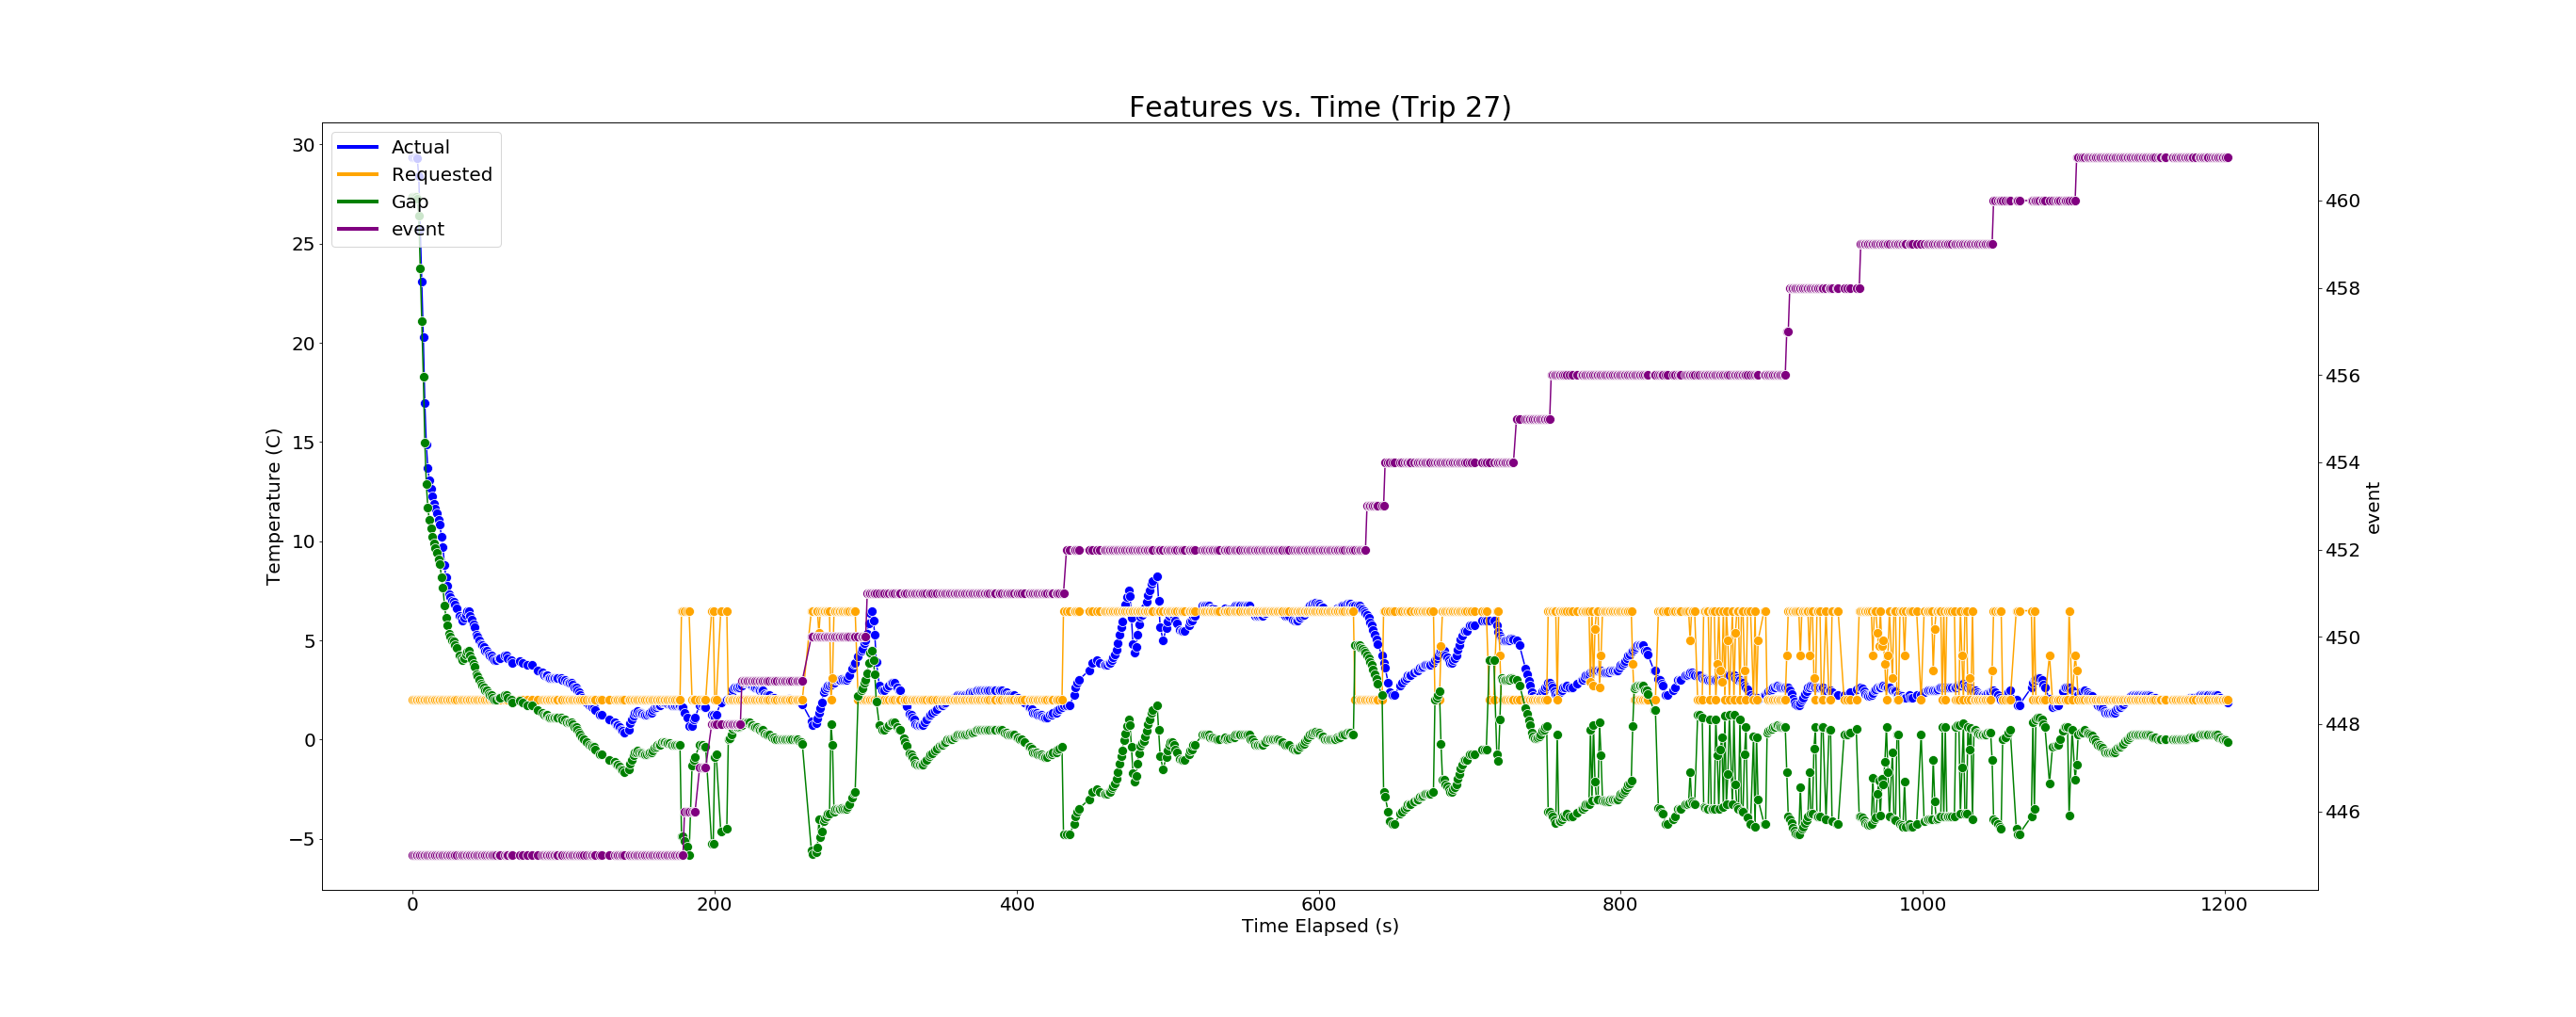 Features vs. Time (Trip 27)
Actual
Requested
Gap
event
30
25
20
15
10
5
0
−5
Temperature (C)
460
458
456
454
452
450
448
446
event
0 200 400 600 800 1000 1200
Time Elapsed (s)